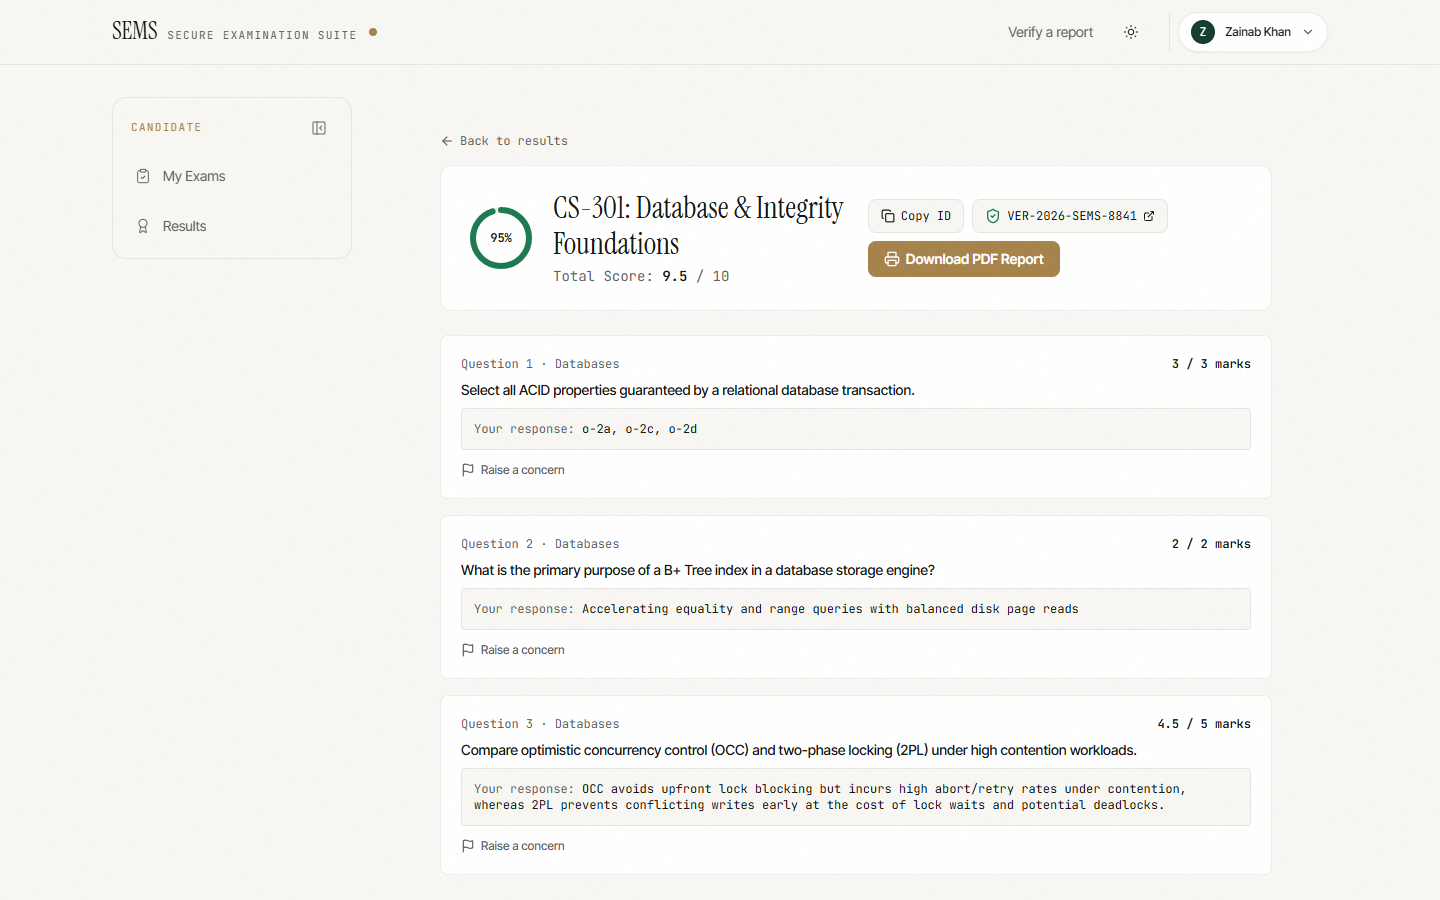 SEMS SECURE EXAMINATION SUITE
Verify a report
Z Zainab Khan
CANDIDATE
My Exams
Results
Back to results
95%
CS-301: Database & Integrity
Foundations
Total Score: 9.5 / 10
Copy ID
VER-2026-SEMS-8841
Download PDF Report
Question 1 · Databases
3 / 3 marks
Select all ACID properties guaranteed by a relational database transaction.
Your response: o-2a, o-2c, o-2d
Raise a concern
Question 2 · Databases
2 / 2 marks
What is the primary purpose of a B+ Tree index in a database storage engine?
Your response: Accelerating equality and range queries with balanced disk page reads
Raise a concern
Question 3 · Databases
4.5 / 5 marks
Compare optimistic concurrency control (OCC) and two-phase locking (2PL) under high contention workloads.
Your response: OCC avoids upfront lock blocking but incurs high abort/retry rates under contention,
whereas 2PL prevents conflicting writes early at the cost of lock waits and potential deadlocks.
Raise a concern